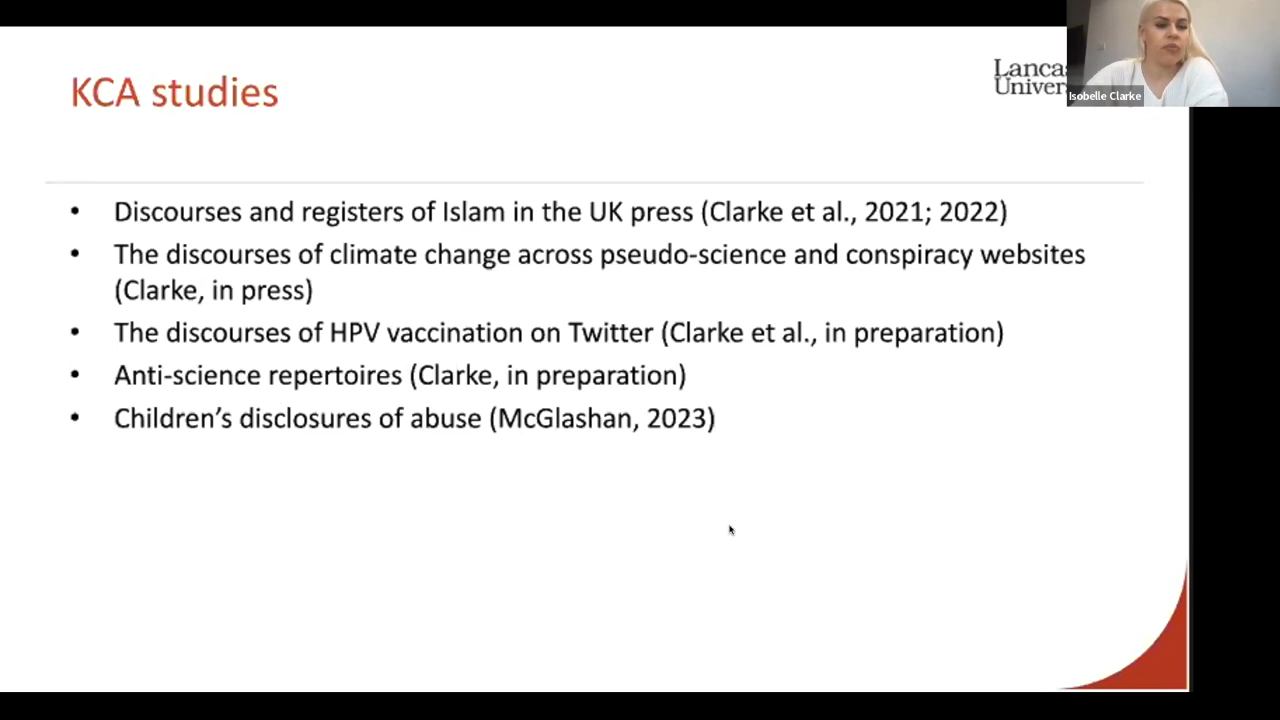 KCA studies
Lancas
Univer
Isobelle Clarke
• Discourses and registers of Islam in the UK press (Clarke et al., 2021; 2022)
• The discourses of climate change across pseudo-science and conspiracy websites
(Clarke, in press)
• The discourses of HPV vaccination on Twitter (Clarke et al., in preparation)
• Anti-science repertoires (Clarke, in preparation)
• Children’s disclosures of abuse (McGlashan, 2023)